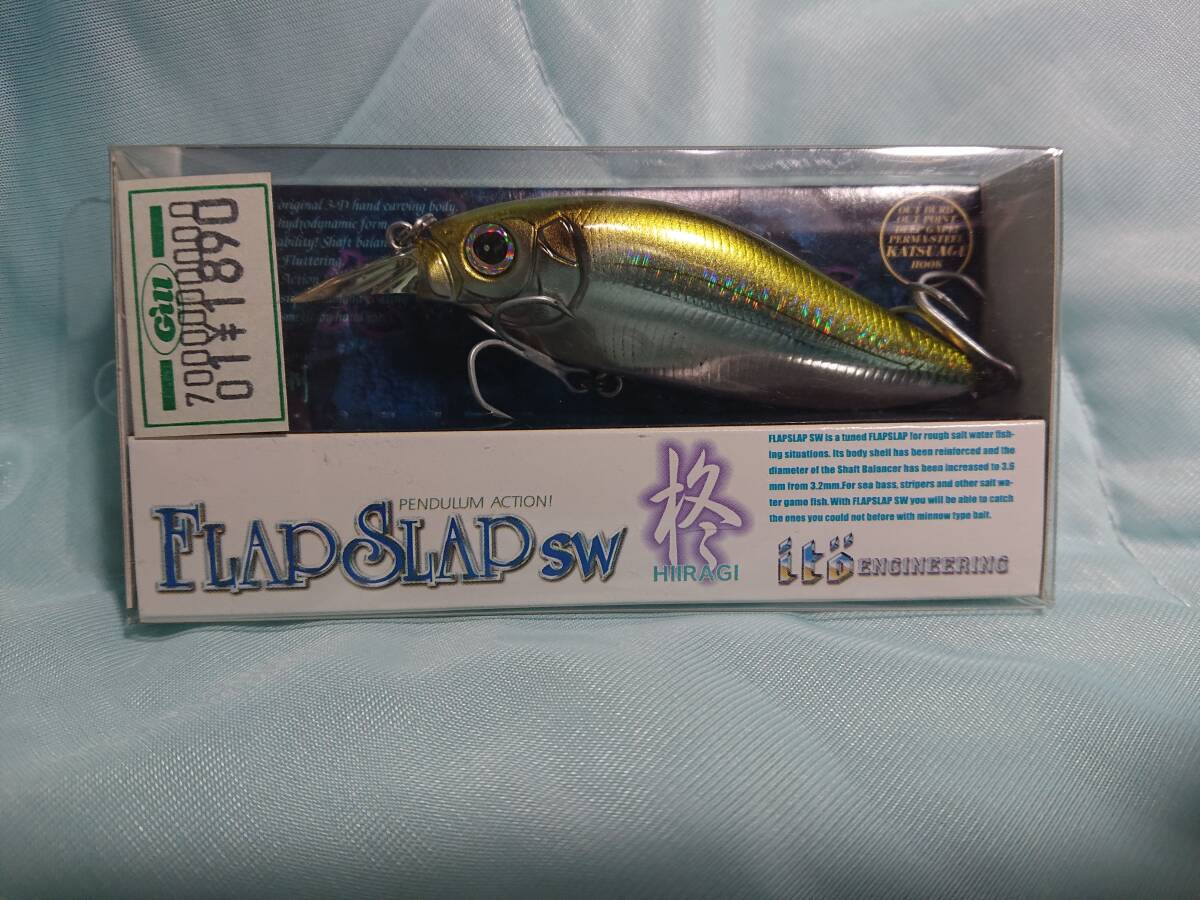 original 3-D hand carving body
hydrodynamic form
ability! Shaft balan
Fluttering.
Action
OUT BURB
OUT POINT
DEEP GAPE
PERMA-STEEL
KATSUAGA
HOOK
Gill
01¥1890
PENDULUM ACTION!
FLAPSLAP SW
柊
HIIRAGI
FLAPSLAP SW is a tuned FLAPSLAP for rough salt water fish-
ing situations. Its body shell has been reinforced and the
diameter of the Shaft Balancer has been increased to 3.6
mm from 3.2mm.For sea bass, stripers and other salt wa-
ter game fish.With FLAPSLAP SW you will be able to catch
the ones you could not before with minnow type bait.
itö ENGINEERING